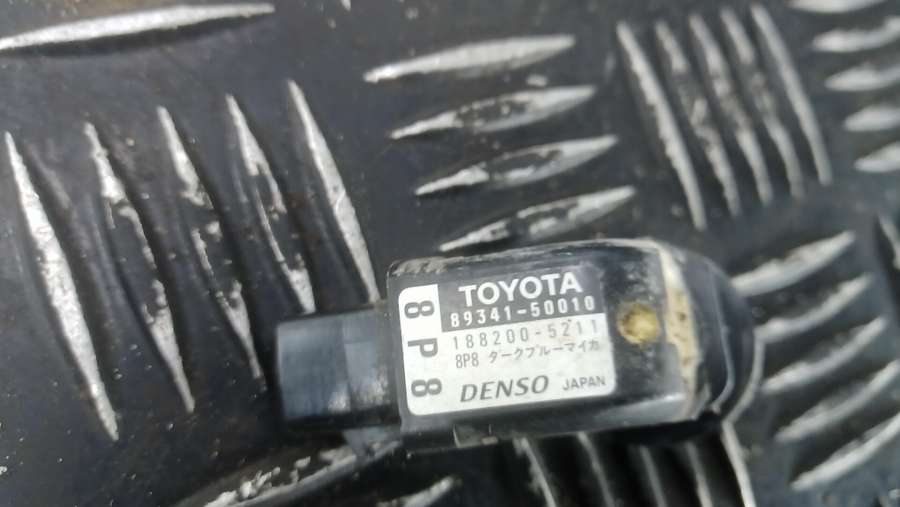 TOYOTA
89341-50010
188200-5211
8P8 ダークブルーマイカ
DENSO JAPAN
8P8